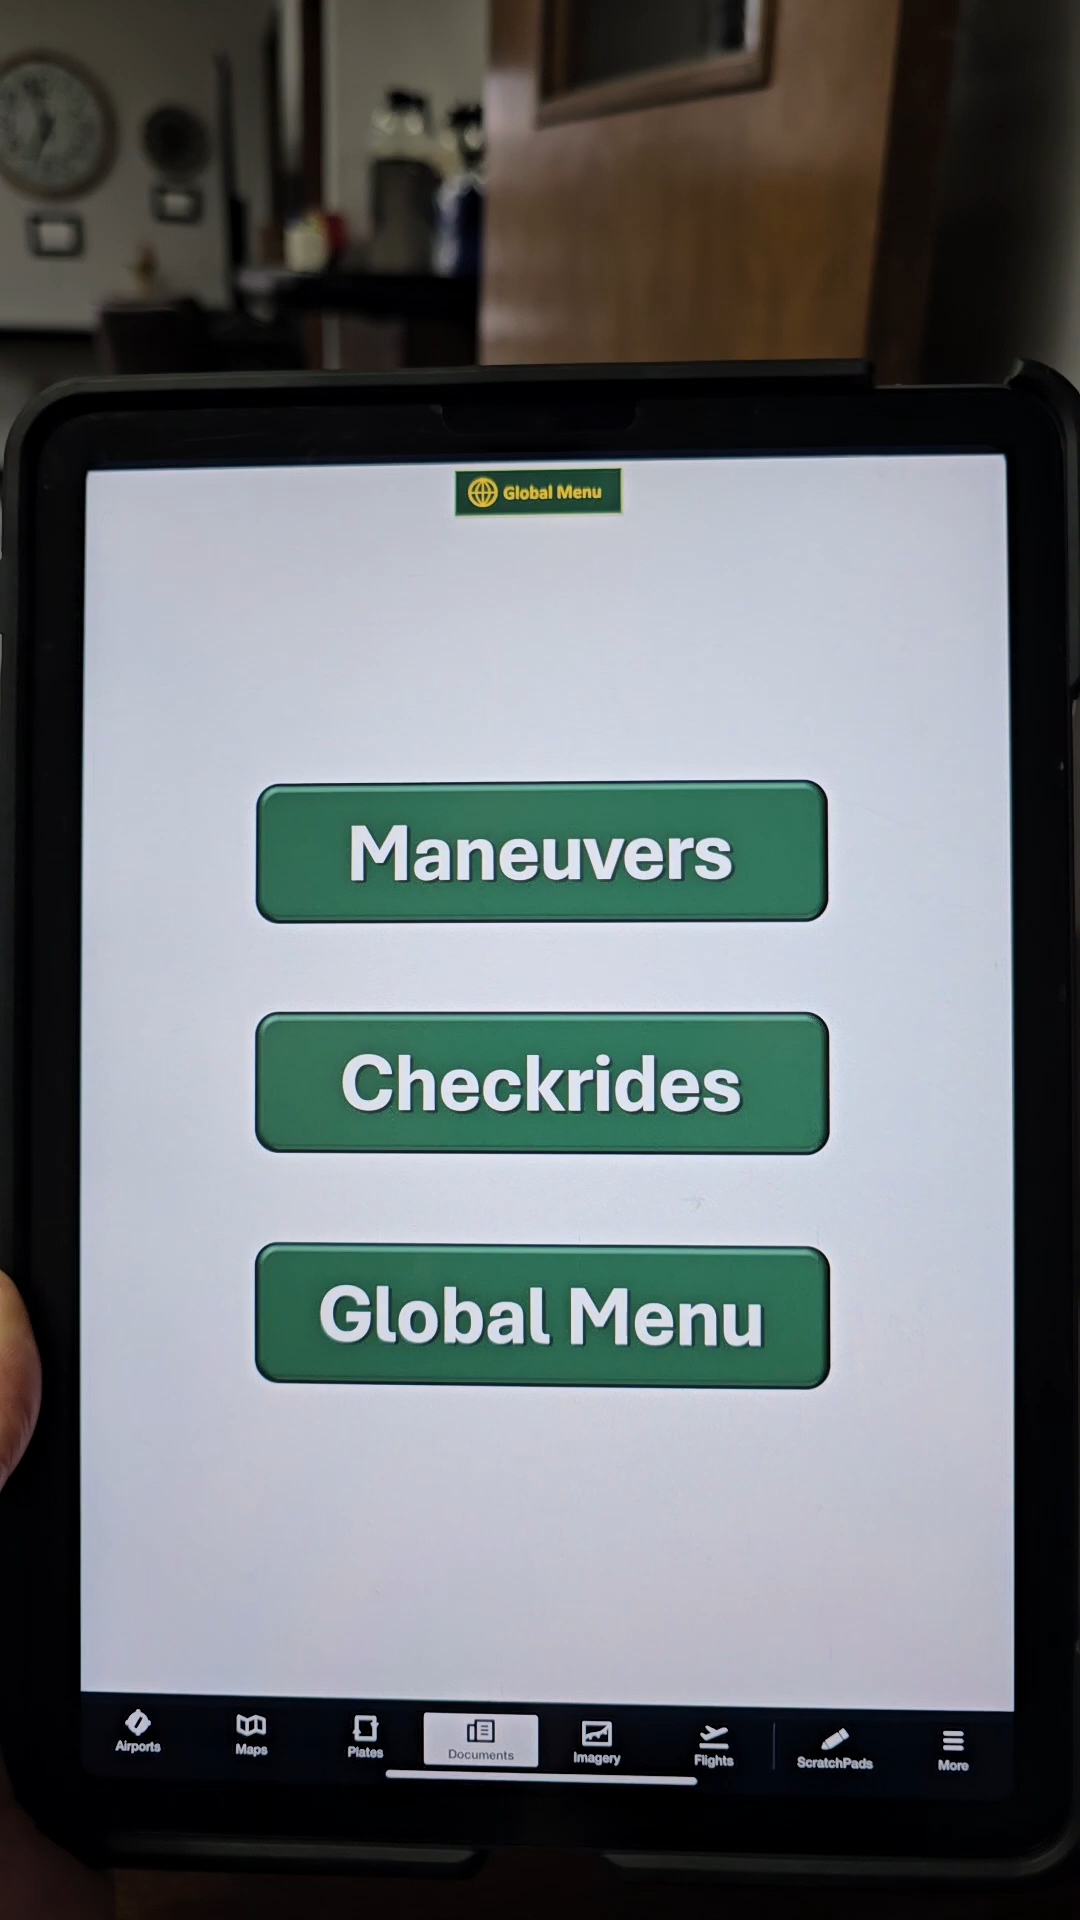 Global Menu
Maneuvers
Checkrides
Global Menu
Airports
Maps
Plates
Documents
Imagery
Flights
ScratchPads
More